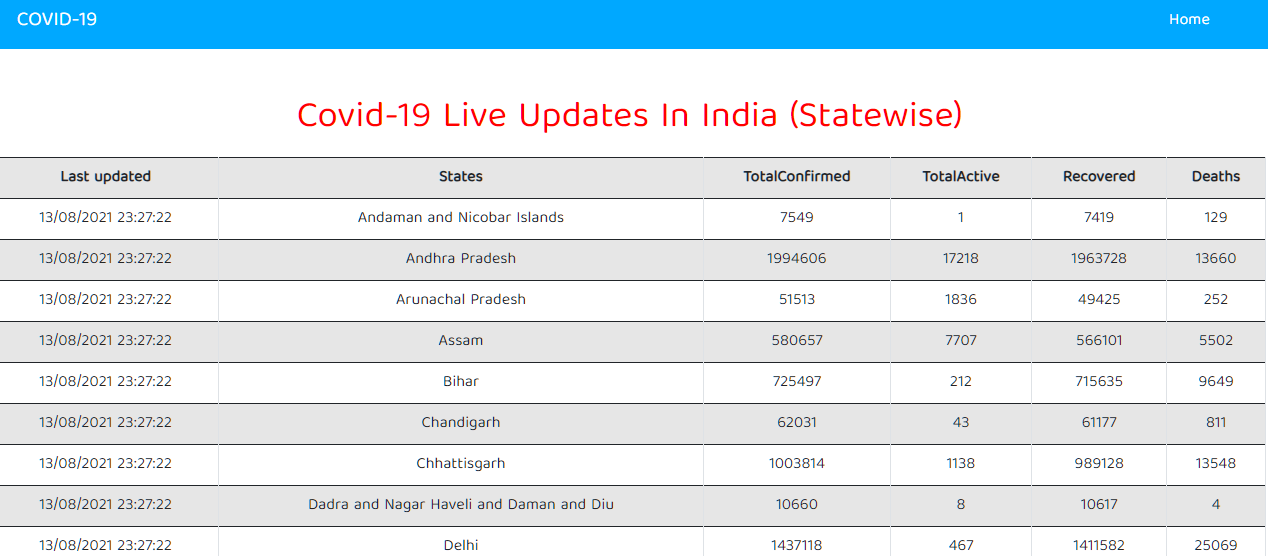 COVID-19 Home
Covid-19 Live Updates In India (Statewise)
Last updated States TotalConfirmed TotalActive Recovered Deaths
13/08/2021 23:27:22 Andaman and Nicobar Islands 7549 1 7419 129
13/08/2021 23:27:22 Andhra Pradesh 1994606 17218 1963728 13660
13/08/2021 23:27:22 Arunachal Pradesh 51513 1836 49425 252
13/08/2021 23:27:22 Assam 580657 7707 566101 5502
13/08/2021 23:27:22 Bihar 725497 212 715635 9649
13/08/2021 23:27:22 Chandigarh 62031 43 61177 811
13/08/2021 23:27:22 Chhattisgarh 1003814 1138 989128 13548
13/08/2021 23:27:22 Dadra and Nagar Haveli and Daman and Diu 10660 8 10617 4
13/08/2021 23:27:22 Delhi 1437118 467 1411582 25069